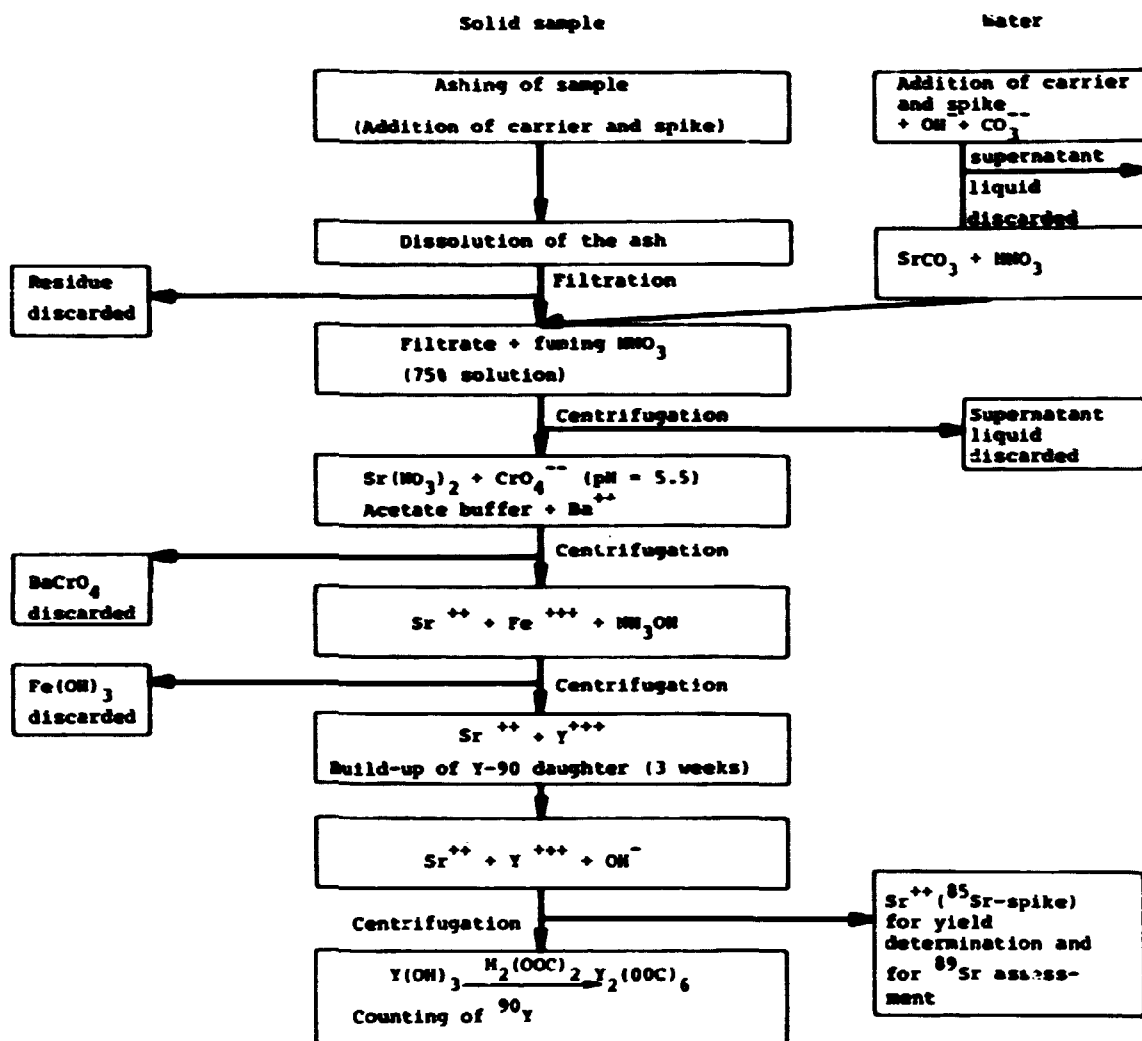 Solid sample
Water
Ashing of sample
(Addition of carrier and spike)
Addition of carrier
and spike
+ OH⁻ + CO₃⁻⁻
supernatant
liquid
discarded
Dissolution of the ash
SrCO₃ + HNO₃
Residue
discarded
Filtration
Filtrate + fuming HNO₃
(75% solution)
Centrifugation
Supernatant
liquid
discarded
Sr(NO₃)₂ + CrO₄⁻⁻ (pH = 5.5)
Acetate buffer + Ba⁺⁺
Centrifugation
BaCrO₄
discarded
Sr⁺⁺ + Fe⁺⁺⁺ + NH₃OH
Fe(OH)₃
discarded
Centrifugation
Sr⁺⁺ + Y⁺⁺⁺
Build-up of Y-90 daughter (3 weeks)
Sr⁺⁺ + Y⁺⁺⁺ + OH⁻
Centrifugation
Sr⁺⁺(⁸⁵Sr-spike)
for yield
determination and
for ⁸⁹Sr assess-
ment
Y(OH)₃ H₂(OOC)₂ Y₂(OOC)₆
Counting of ⁹⁰Y